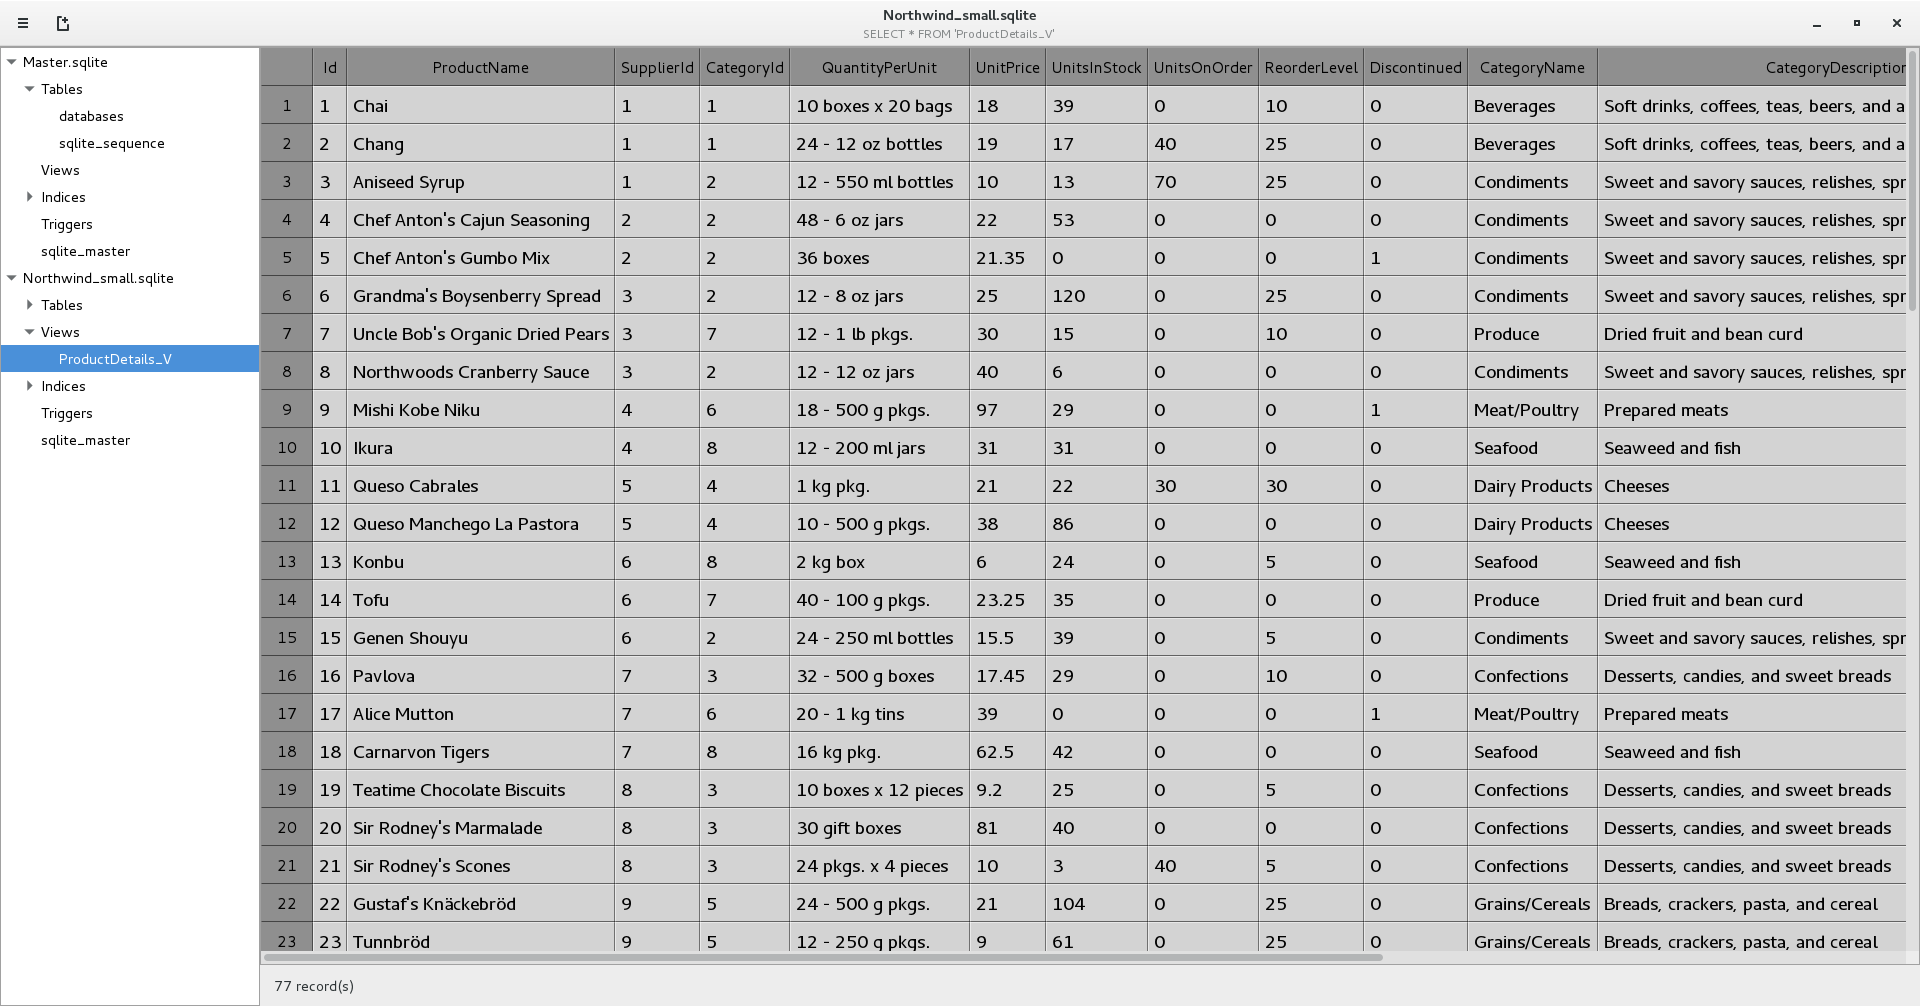 Northwind_small.sqlite
SELECT * FROM 'ProductDetails_V'
Master.sqlite
Tables
databases
sqlite_sequence
Views
Indices
Triggers
sqlite_master
Northwind_small.sqlite
Tables
Views
ProductDetails_V
Indices
Triggers
sqlite_master
Id ProductName SupplierId CategoryId QuantityPerUnit UnitPrice UnitsInStock UnitsOnOrder ReorderLevel Discontinued CategoryName CategoryDescription
1 1 Chai 1 1 10 boxes x 20 bags 18 39 0 10 0 Beverages Soft drinks, coffees, teas, beers, and a
2 2 Chang 1 1 24 - 12 oz bottles 19 17 40 25 0 Beverages Soft drinks, coffees, teas, beers, and a
3 3 Aniseed Syrup 1 2 12 - 550 ml bottles 10 13 70 25 0 Condiments Sweet and savory sauces, relishes, spr
4 4 Chef Anton's Cajun Seasoning 2 2 48 - 6 oz jars 22 53 0 0 0 Condiments Sweet and savory sauces, relishes, spr
5 5 Chef Anton's Gumbo Mix 2 2 36 boxes 21.35 0 0 0 1 Condiments Sweet and savory sauces, relishes, spr
6 6 Grandma's Boysenberry Spread 3 2 12 - 8 oz jars 25 120 0 25 0 Condiments Sweet and savory sauces, relishes, spr
7 7 Uncle Bob's Organic Dried Pears 3 7 12 - 1 lb pkgs. 30 15 0 10 0 Produce Dried fruit and bean curd
8 8 Northwoods Cranberry Sauce 3 2 12 - 12 oz jars 40 6 0 0 0 Condiments Sweet and savory sauces, relishes, spr
9 9 Mishi Kobe Niku 4 6 18 - 500 g pkgs. 97 29 0 0 1 Meat/Poultry Prepared meats
10 10 Ikura 4 8 12 - 200 ml jars 31 31 0 0 0 Seafood Seaweed and fish
11 11 Queso Cabrales 5 4 1 kg pkg. 21 22 30 30 0 Dairy Products Cheeses
12 12 Queso Manchego La Pastora 5 4 10 - 500 g pkgs. 38 86 0 0 0 Dairy Products Cheeses
13 13 Konbu 6 8 2 kg box 6 24 0 5 0 Seafood Seaweed and fish
14 14 Tofu 6 7 40 - 100 g pkgs. 23.25 35 0 0 0 Produce Dried fruit and bean curd
15 15 Genen Shouyu 6 2 24 - 250 ml bottles 15.5 39 0 5 0 Condiments Sweet and savory sauces, relishes, spr
16 16 Pavlova 7 3 32 - 500 g boxes 17.45 29 0 10 0 Confections Desserts, candies, and sweet breads
17 17 Alice Mutton 7 6 20 - 1 kg tins 39 0 0 0 1 Meat/Poultry Prepared meats
18 18 Carnarvon Tigers 7 8 16 kg pkg. 62.5 42 0 0 0 Seafood Seaweed and fish
19 19 Teatime Chocolate Biscuits 8 3 10 boxes x 12 pieces 9.2 25 0 5 0 Confections Desserts, candies, and sweet breads
20 20 Sir Rodney's Marmalade 8 3 30 gift boxes 81 40 0 0 0 Confections Desserts, candies, and sweet breads
21 21 Sir Rodney's Scones 8 3 24 pkgs. x 4 pieces 10 3 40 5 0 Confections Desserts, candies, and sweet breads
22 22 Gustaf's Knäckebröd 9 5 24 - 500 g pkgs. 21 104 0 25 0 Grains/Cereals Breads, crackers, pasta, and cereal
23 23 Tunnbröd 9 5 12 - 250 g pkgs. 9 61 0 25 0 Grains/Cereals Breads, crackers, pasta, and cereal
77 record(s)